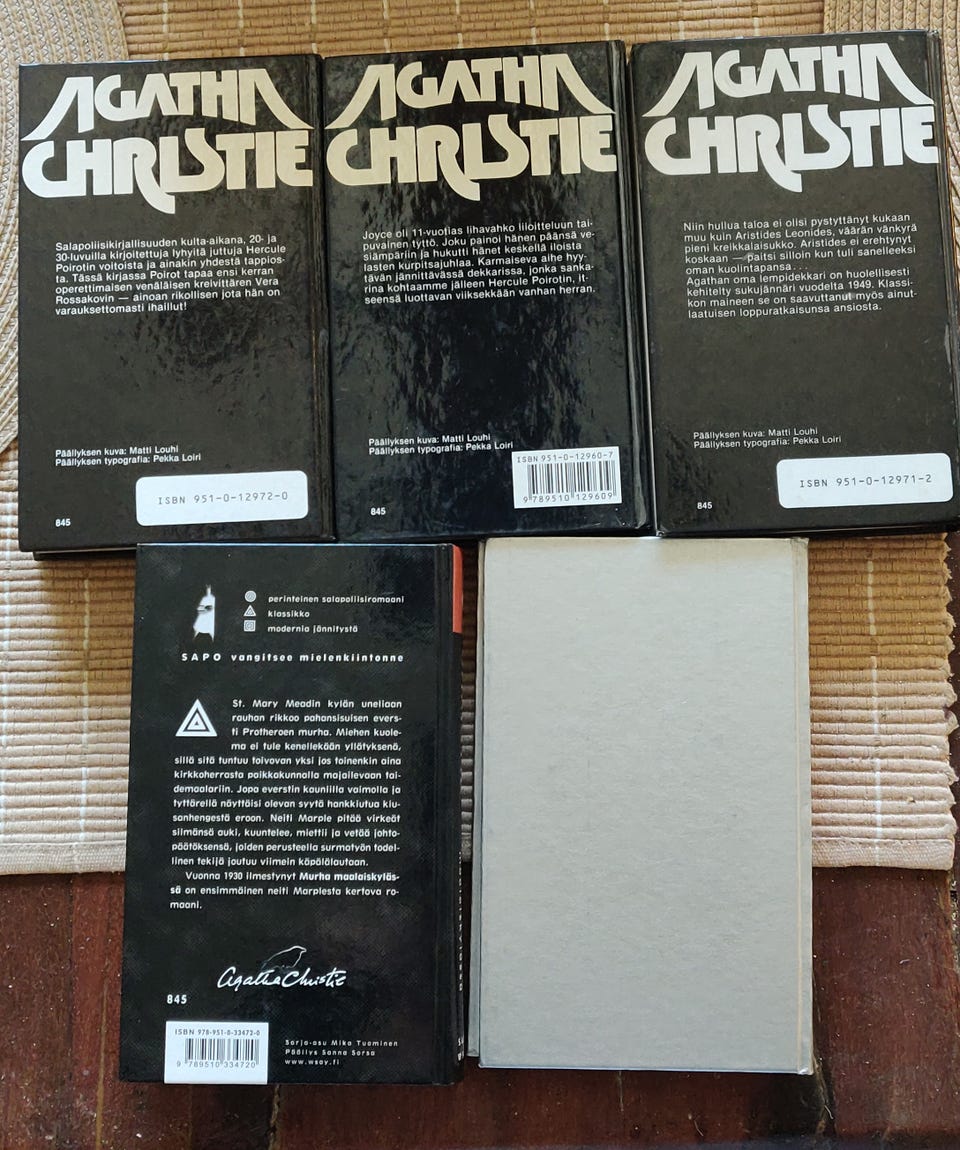 AGATHA
CHRISTIE
Salapoliisikirjallisuuden kulta-aikana, 20- ja
30-luvuilla kirjoitettuja lyhyitä juttuja Hercule
Poirotin voitoista ja ainakin yhdestä tappios-
ta. Tässä kirjassa Poirot tapaa ensi kerran
operettimaisen venäläisen kreivittären Vera
Rossakovin — ainoan rikollisen jota hän on
varauksettomasti ihaillut!
Päällyksen kuva: Matti Louhi
Päällyksen typografia: Pekka Loiri
ISBN 951-0-12972-0
845
AGATHA
CHRISTIE
Joyce oli 11-vuotias lihavahko liioitteluun tai-
puvainen tyttö. Joku painoi hänen päänsä ve-
siämpäriin ja hukutti hänet keskellä iloista
lasten kurpitsajuhlaa. Karmaiseva aihe hyy-
tävän jännittävässä dekkarissa, jonka sanka-
rina kohtaamme jälleen Hercule Poirotin, it-
seensä luottavan viiksekkään vanhan herran.
Päällyksen kuva: Matti Louhi
Päällyksen typografia: Pekka Loiri
ISBN 951-0-12960-7
9 789510 129609
845
AGATHA
CHRISTIE
Niin hullua taloa ei olisi pystyttänyt kukaan
muu kuin Aristides Leonides, väärän vänkyrä
pieni kreikkalaisukko. Aristides ei erehtynyt
koskaan — paitsi silloin kun tuli sanelleeksi
oman kuolintapansa...
Agathan oma lempidekkari on huolellisesti
kehitelty sukujännäri vuodelta 1949. Klassi-
kon maineen se on saavuttanut myös ainut-
laatuisen loppuratkaisunsa ansiosta.
Päällyksen kuva: Matti Louhi
Päällyksen typografia: Pekka Loiri
ISBN 951-0-12971-2
845
perinteinen salapoliisiromaani
klassikko
modernia jännitystä
SAPO vangitsee mielenkiintonne
St. Mary Meadin kylän uneliaan
rauhan rikkoo pahansisuisen evers-
ti Protheroen murha. Miehen kuole-
ma ei tule kenellekään yllätyksenä,
sillä sitä tuntuu toivovan yksi jos toinenkin aina
kirkkoherrasta paikkakunnalla majailevaan tai-
demaalariin. Jopa everstin kauniilla vaimolla ja
tyttärellä näyttäisi olevan syytä hankkiutua kiu-
sanhengestä eroon. Neiti Marple pitää virkeät
silmänsä auki, kuuntelee, miettii ja vetää johto-
päätöksensä, joiden perusteella surmatyön todel-
linen tekijä joutuu viimein käpälälautaan.
Vuonna 1930 ilmestynyt Murha maalaiskyläs-
sä on ensimmäinen neiti Marplesta kertova ro-
maani.
Agatha Christie
845
ISBN 978-951-0-33472-0
9 789510 334720
Sarja-asu Mika Tuominen
Päällys Sanna Sorsa
www.wsoy.fi